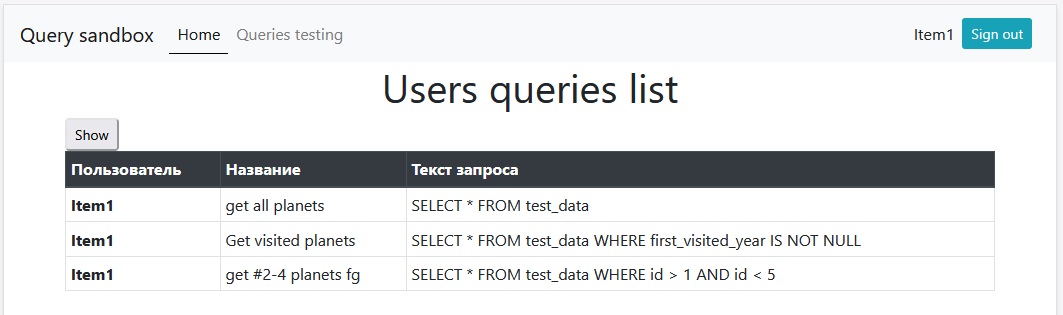 Query sandbox Home Queries testing Item1 Sign out
Users queries list
Show
Пользователь Название Текст запроса
Item1 get all planets SELECT * FROM test_data
Item1 Get visited planets SELECT * FROM test_data WHERE first_visited_year IS NOT NULL
Item1 get #2-4 planets fg SELECT * FROM test_data WHERE id > 1 AND id < 5